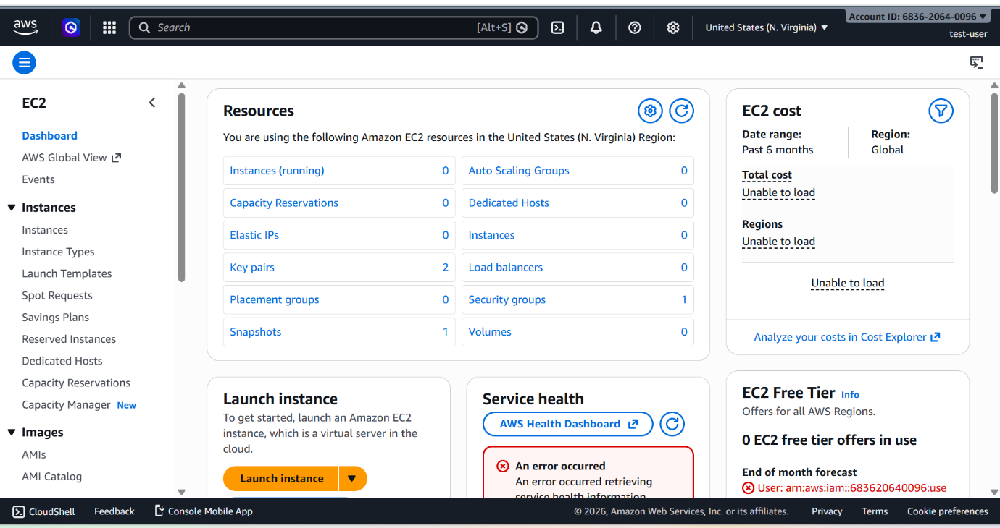 aws
Search
[Alt+S]
United States (N. Virginia)
Account ID: 6836-2064-0096
test-user
EC2
Dashboard
AWS Global View
Events
Instances
Instances
Instance Types
Launch Templates
Spot Requests
Savings Plans
Reserved Instances
Dedicated Hosts
Capacity Reservations
Capacity Manager New
Images
AMIs
AMI Catalog
Resources
You are using the following Amazon EC2 resources in the United States (N. Virginia) Region:
Instances (running) 0
Auto Scaling Groups 0
Capacity Reservations 0
Dedicated Hosts 0
Elastic IPs 0
Instances 0
Key pairs 2
Load balancers 0
Placement groups 0
Security groups 1
Snapshots 1
Volumes 0
Launch instance
To get started, launch an Amazon EC2
instance, which is a virtual server in the
cloud.
Launch instance
Service health
AWS Health Dashboard
An error occurred
An error occurred retrieving
service health information
EC2 cost
Date range:
Past 6 months
Region:
Global
Total cost
Unable to load
Regions
Unable to load
Unable to load
Analyze your costs in Cost Explorer
EC2 Free Tier Info
Offers for all AWS Regions.
0 EC2 free tier offers in use
End of month forecast
User: arn:aws:iam::683620640096:use
CloudShell
Feedback
Console Mobile App
© 2026, Amazon Web Services, Inc. or its affiliates.
Privacy
Terms
Cookie preferences